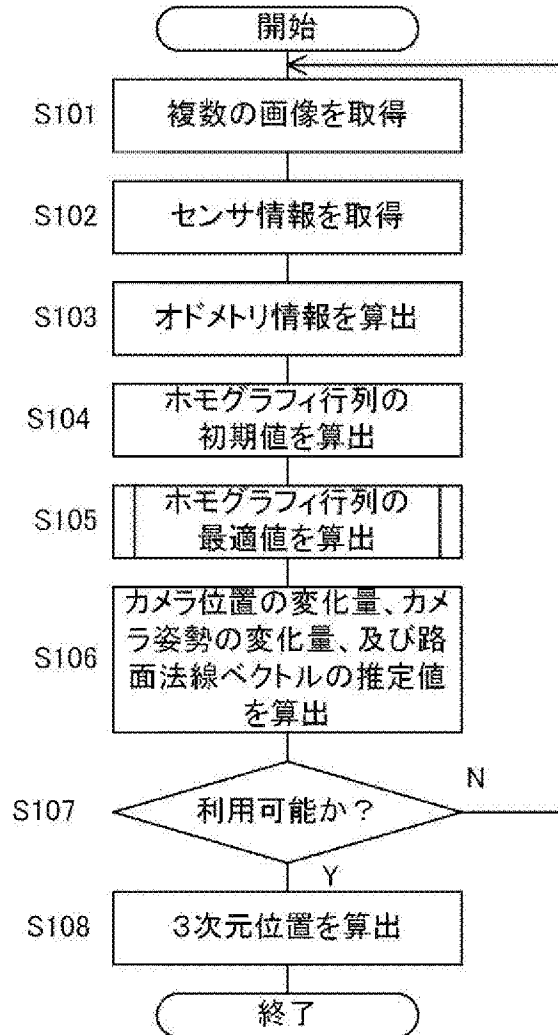 開始
S101
複数の画像を取得
S102
センサ情報を取得
S103
オドメトリ情報を算出
S104
ホモグラフィ行列の
初期値を算出
S105
ホモグラフィ行列の
最適値を算出
S106
カメラ位置の変化量、カメ
ラ姿勢の変化量、及び路
面法線ベクトルの推定値
を算出
S107
利用可能か？
N
Y
S108
３次元位置を算出
終了